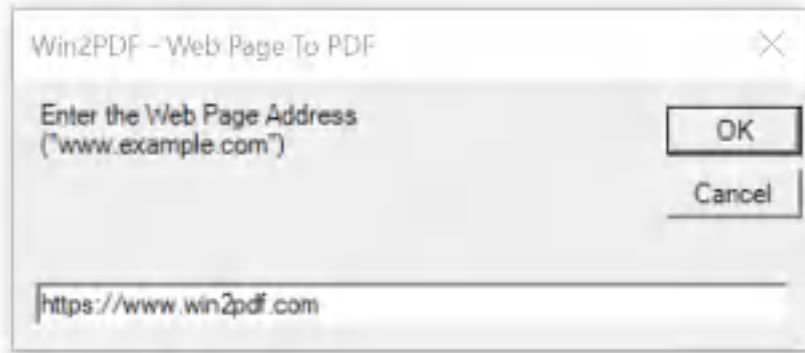 Win2PDF - Web Page To PDF
Enter the Web Page Address
("www.example.com")
OK
Cancel
https://www.win2pdf.com